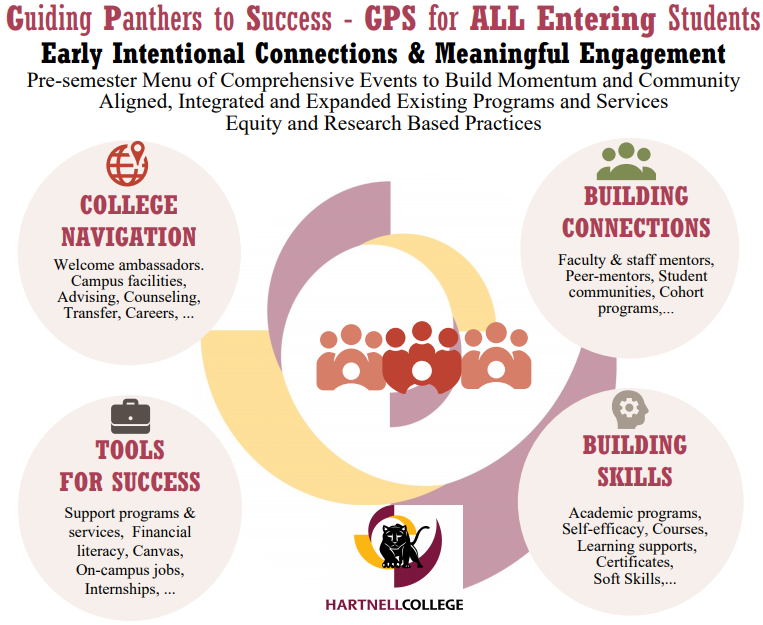 Guiding Panthers to Success - GPS for ALL Entering Students
Early Intentional Connections & Meaningful Engagement
Pre-semester Menu of Comprehensive Events to Build Momentum and Community
Aligned, Integrated and Expanded Existing Programs and Services
Equity and Research Based Practices
COLLEGE
NAVIGATION
Welcome ambassadors.
Campus facilities,
Advising, Counseling,
Transfer, Careers, ...
BUILDING
CONNECTIONS
Faculty & staff mentors,
Peer-mentors, Student
communities, Cohort
programs,...
TOOLS
FOR SUCCESS
Support programs &
services, Financial
literacy, Canvas,
On-campus jobs,
Internships, ...
BUILDING
SKILLS
Academic programs,
Self-efficacy, Courses,
Learning supports,
Certificates,
Soft Skills,...
HARTNELLCOLLEGE